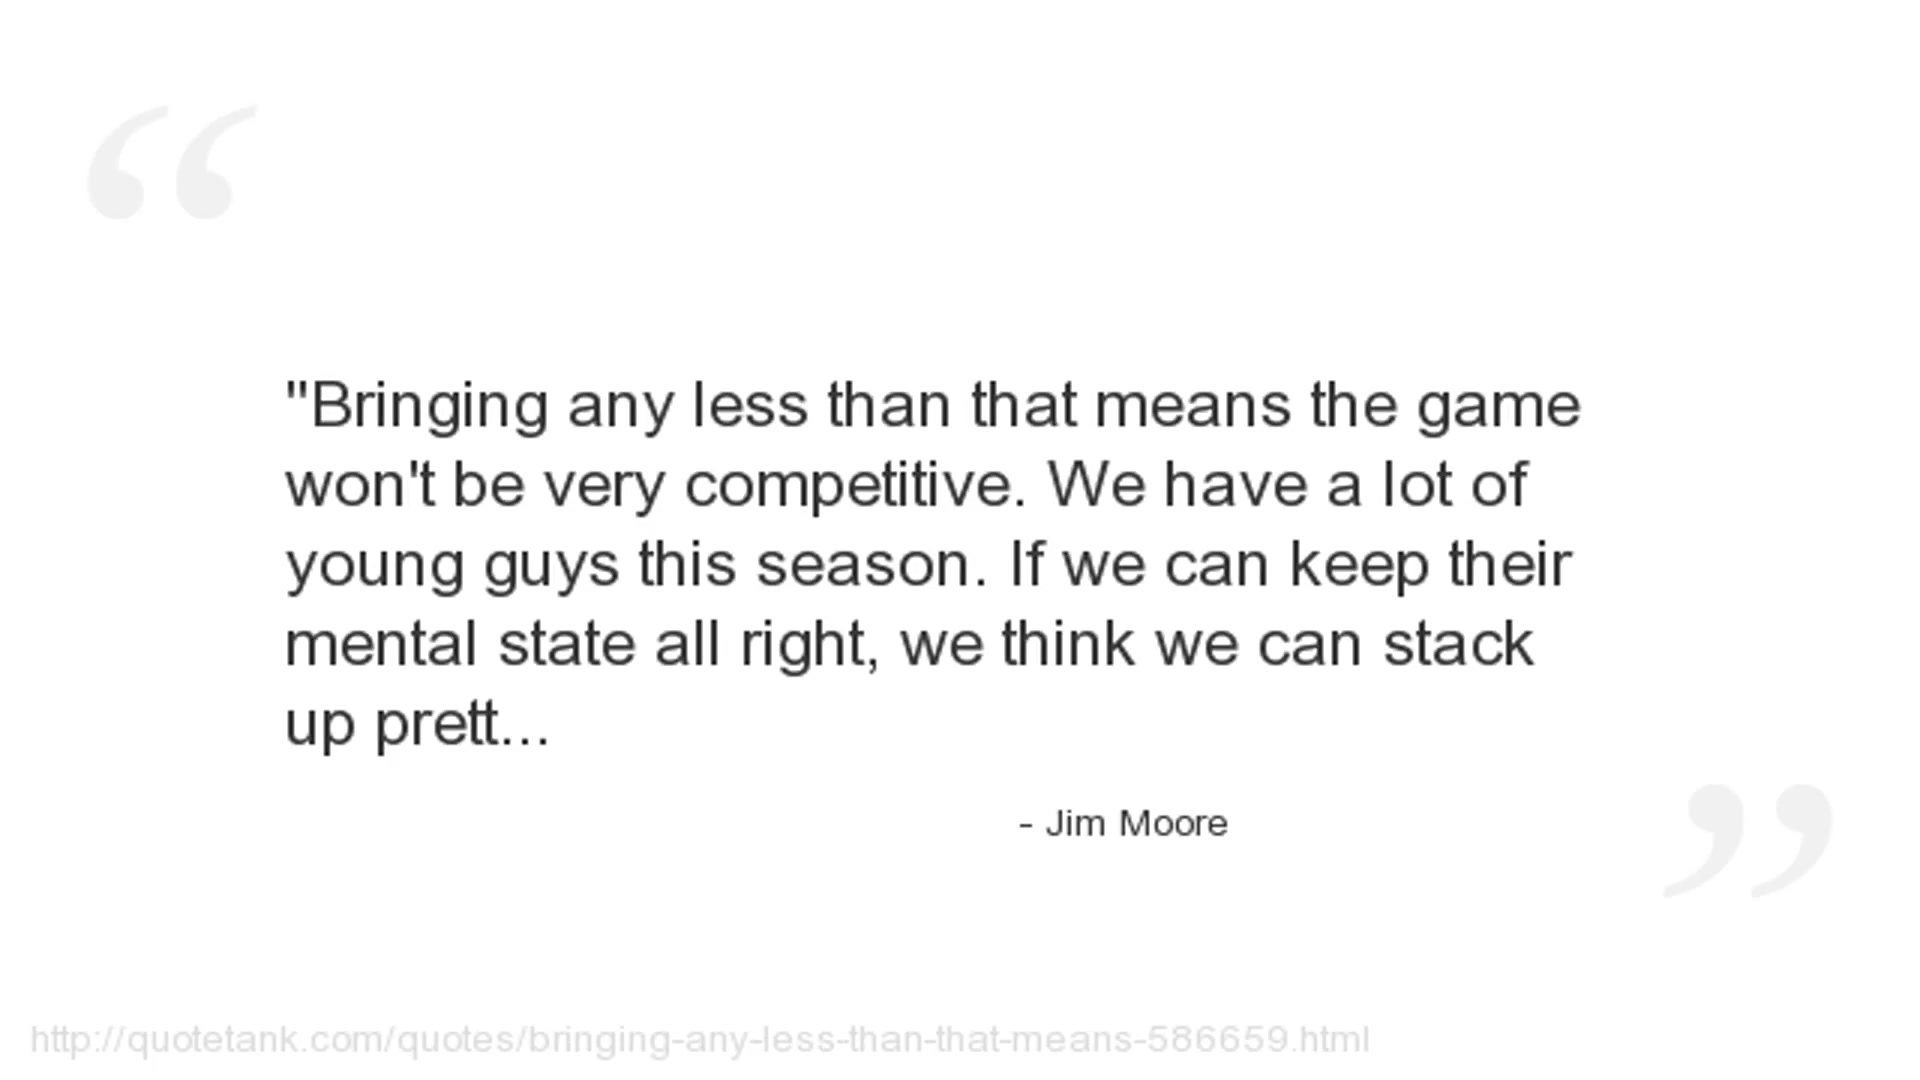 "Bringing any less than that means the game
won't be very competitive. We have a lot of
young guys this season. If we can keep their
mental state all right, we think we can stack
up prett...
- Jim Moore
http://quotetank.com/quotes/bringing-any-less-than-that-means-586659.html